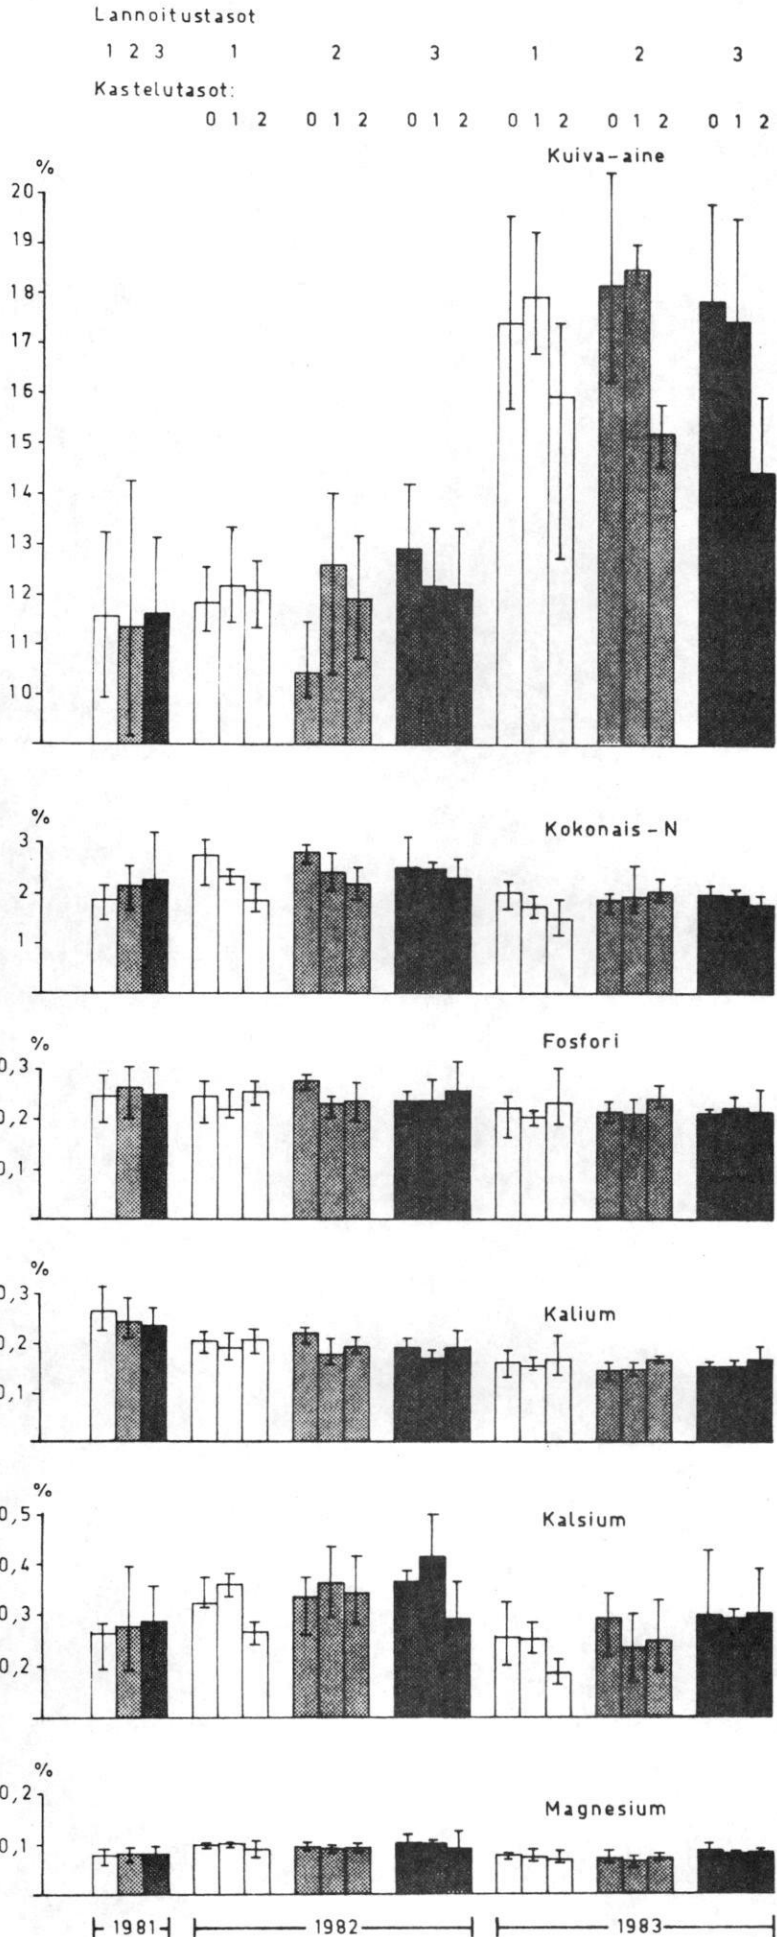 Lannoitustasot
1 2 3 1 2 3 1 2 3
Kastelutasot:
0 1 2 0 1 2 0 1 2 0 1 2 0 1 2 0 1 2
Kuiva-aine
%
20
19
18
17
16
15
14
13
12
11
10
Kokonais-N
%
3
2
1
Fosfori
%
0,3
0,2
0,1
Kalium
%
0,3
0,2
0,1
Kalsium
%
0,5
0,4
0,3
0,2
Magnesium
%
0,2
0,1
1981 1982 1983